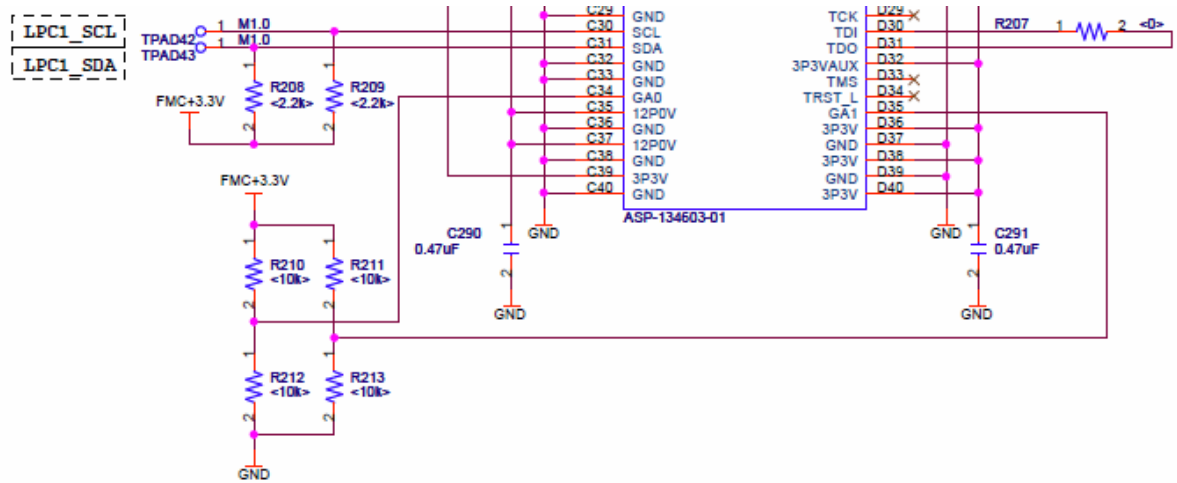 LPC1_SCL
LPC1_SDA
TPAD42
TPAD43
1 M1.0
1 M1.0
1
R208
<2.2k>
2
1
R209
<2.2k>
2
FMC+3.3V
FMC+3.3V
1
R210
<10k>
2
1
R211
<10k>
2
1
R212
<10k>
2
1
R213
<10k>
2
GND
C29 GND
C30 SCL
C31 SDA
C32 GND
C33 GND
C34 GA0
C35 12P0V
C36 GND
C37 12P0V
C38 GND
C39 3P3V
C40 GND
TCK D29
TDI D30
TDO D31
3P3VAUX D32
TMS D33
TRST_L D34
GA1 D35
3P3V D36
GND D37
3P3V D38
GND D39
3P3V D40
ASP-134603-01
R207 1 2 <0>
C290
0.47uF
1
2
GND
GND
GND
C291
0.47uF
1
2
GND